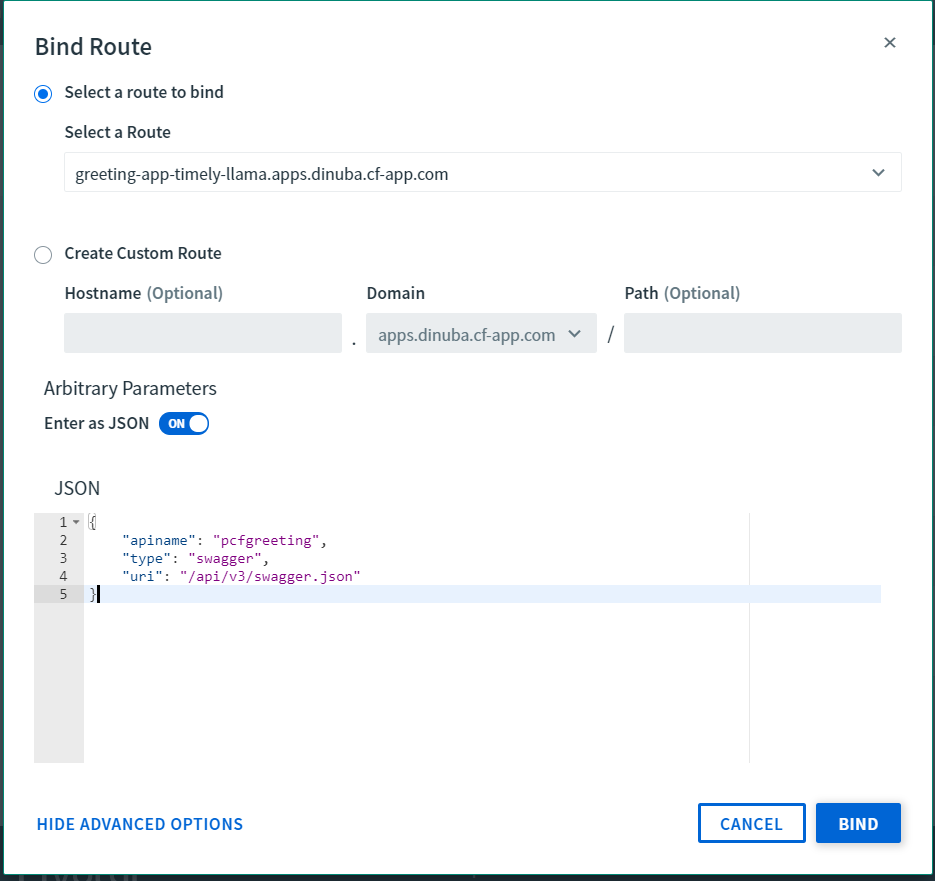 Bind Route
Select a route to bind
Select a Route
greeting-app-timely-llama.apps.dinuba.cf-app.com
Create Custom Route
Hostname (Optional) Domain Path (Optional)
. apps.dinuba.cf-app.com /
Arbitrary Parameters
Enter as JSON ON
JSON
1 {
2 "apiname": "pcfgreeting",
3 "type": "swagger",
4 "uri": "/api/v3/swagger.json"
5 }
HIDE ADVANCED OPTIONS CANCEL BIND